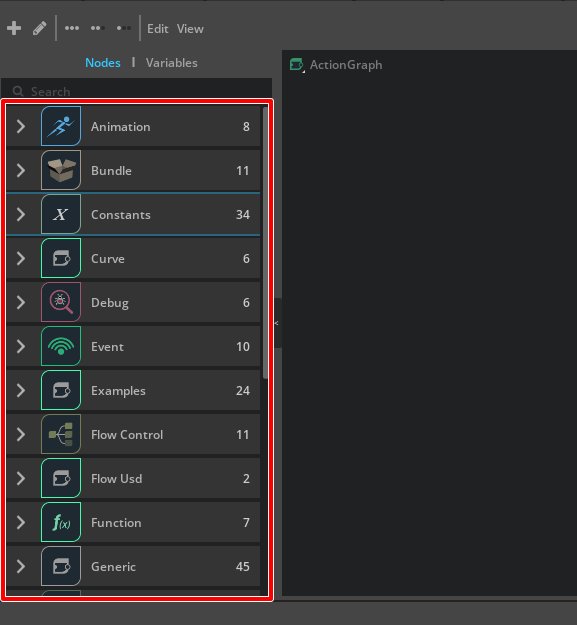 Edit View
Nodes | Variables
Search
ActionGraph
Animation 8
Bundle 11
X Constants 34
Curve 6
Debug 6
Event 10
Examples 24
Flow Control 11
Flow Usd 2
f(x) Function 7
Generic 45